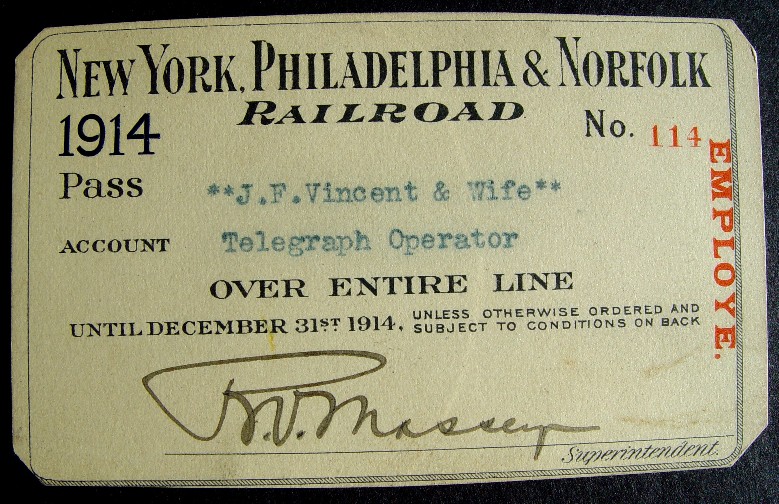 NEW YORK, PHILADELPHIA & NORFOLK
RAILROAD
1914
No. 114
Pass **J.F.Vincent & Wife**
ACCOUNT Telegraph Operator
EMPLOYE.
OVER ENTIRE LINE
UNTIL DECEMBER 31ST 1914, UNLESS OTHERWISE ORDERED AND
SUBJECT TO CONDITIONS ON BACK
R.V. Massey
Superintendent.